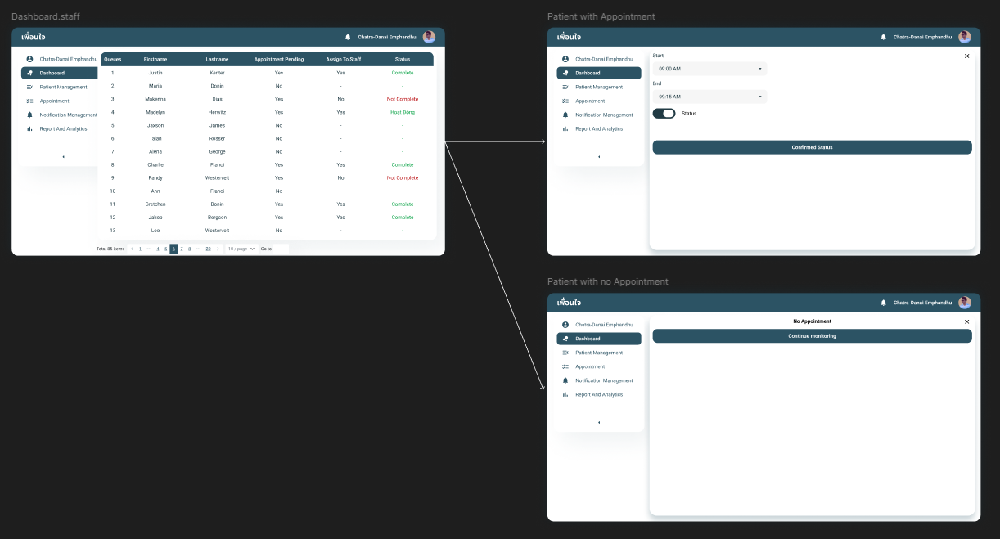 Dashboard.staff
เพื่อนใจ
Chatra-Danai Emphandhu
Chatra-Danai Emphandhu
Dashboard
Patient Management
Appointment
Notification Management
Report And Analytics
Queues Firstname Lastname Appointment Pending Assign To Staff Status
1 Justin Kenter Yes Yes Complete
2 Maria Donin No - -
3 Makenna Dias Yes No Not Complete
4 Madelyn Herwitz Yes Yes Hoạt Động
5 Jaxson James No - -
6 Talan Rosser No - -
7 Alena George No - -
8 Charlie Franci Yes Yes Complete
9 Randy Westervelt Yes No Not Complete
10 Ann Franci No - -
11 Gretchen Donin Yes Yes Complete
12 Jakob Bergson Yes Yes Complete
13 Leo Westervelt No - -
Total 85 items < 1 ••• 4 5 6 7 8 ••• 20 > 10 / page Go to
Patient with Appointment
เพื่อนใจ
Chatra-Danai Emphandhu
Chatra-Danai Emphandhu
Dashboard
Patient Management
Appointment
Notification Management
Report And Analytics
Start
09:00 AM
End
09:15 AM
Status
Confirmed Status
Patient with no Appointment
เพื่อนใจ
Chatra-Danai Emphandhu
Chatra-Danai Emphandhu
Dashboard
Patient Management
Appointment
Notification Management
Report And Analytics
No Appointment
Continue monitoring